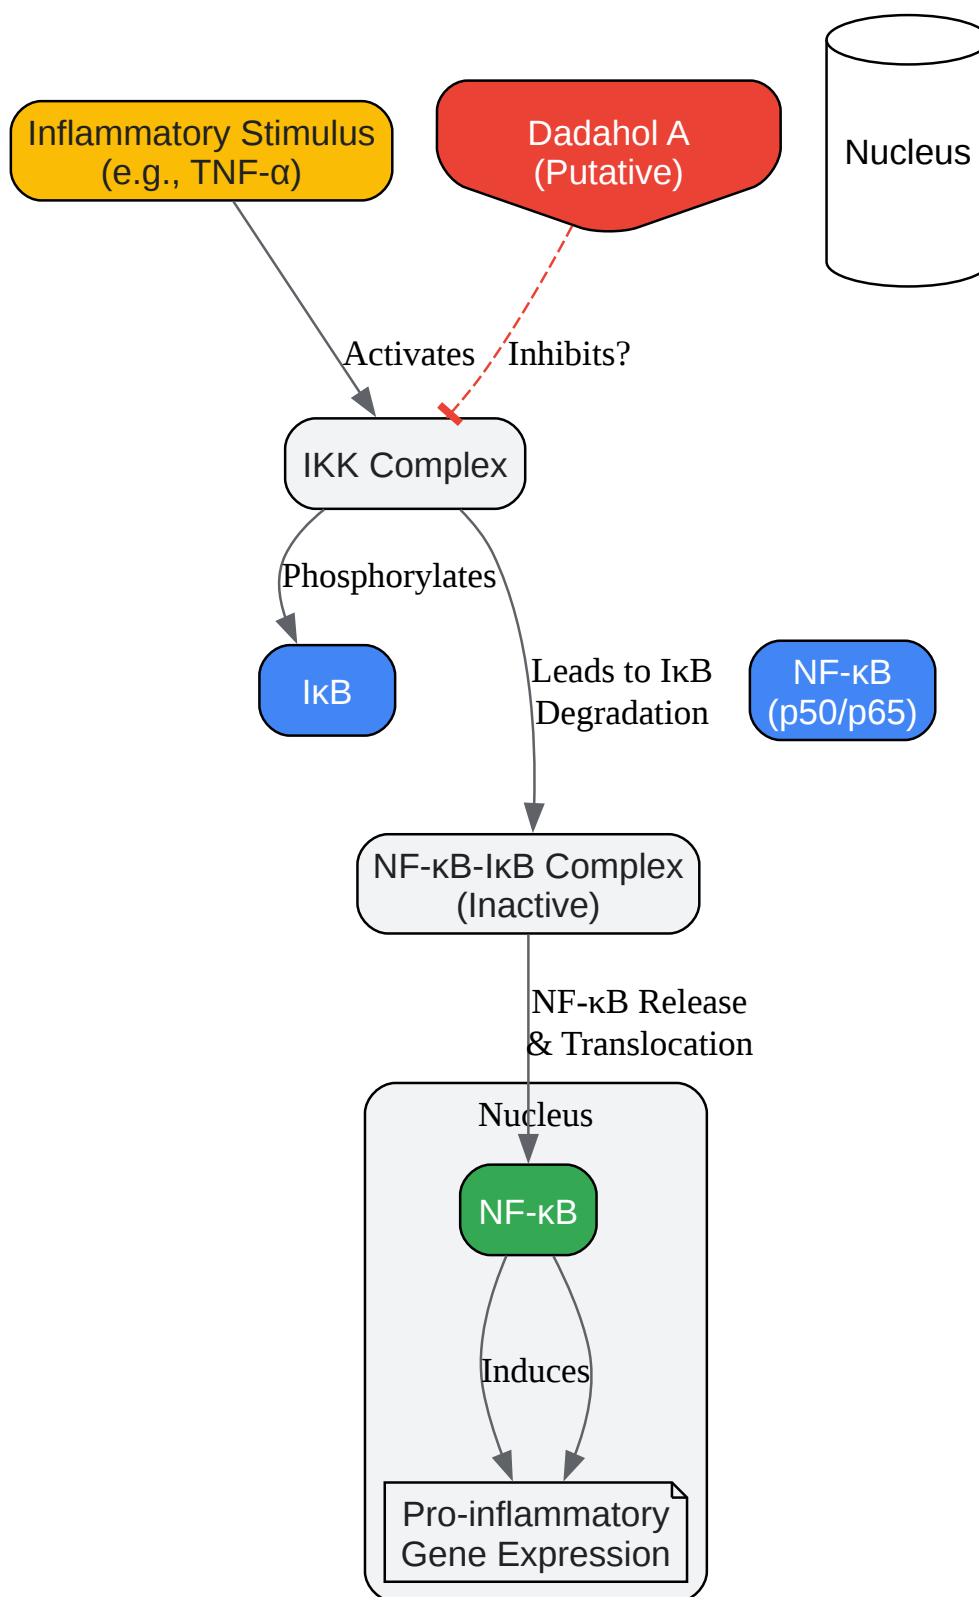 Inflammatory Stimulus
(e.g., TNF-α)
Dadahol A
(Putative)
Nucleus
Activates
Inhibits?
IKK Complex
Phosphorylates
IκB
Leads to IκB
Degradation
NF-κB
(p50/p65)
NF-κB-IκB Complex
(Inactive)
NF-κB Release
& Translocation
Nucleus
NF-κB
Induces
Pro-inflammatory
Gene Expression